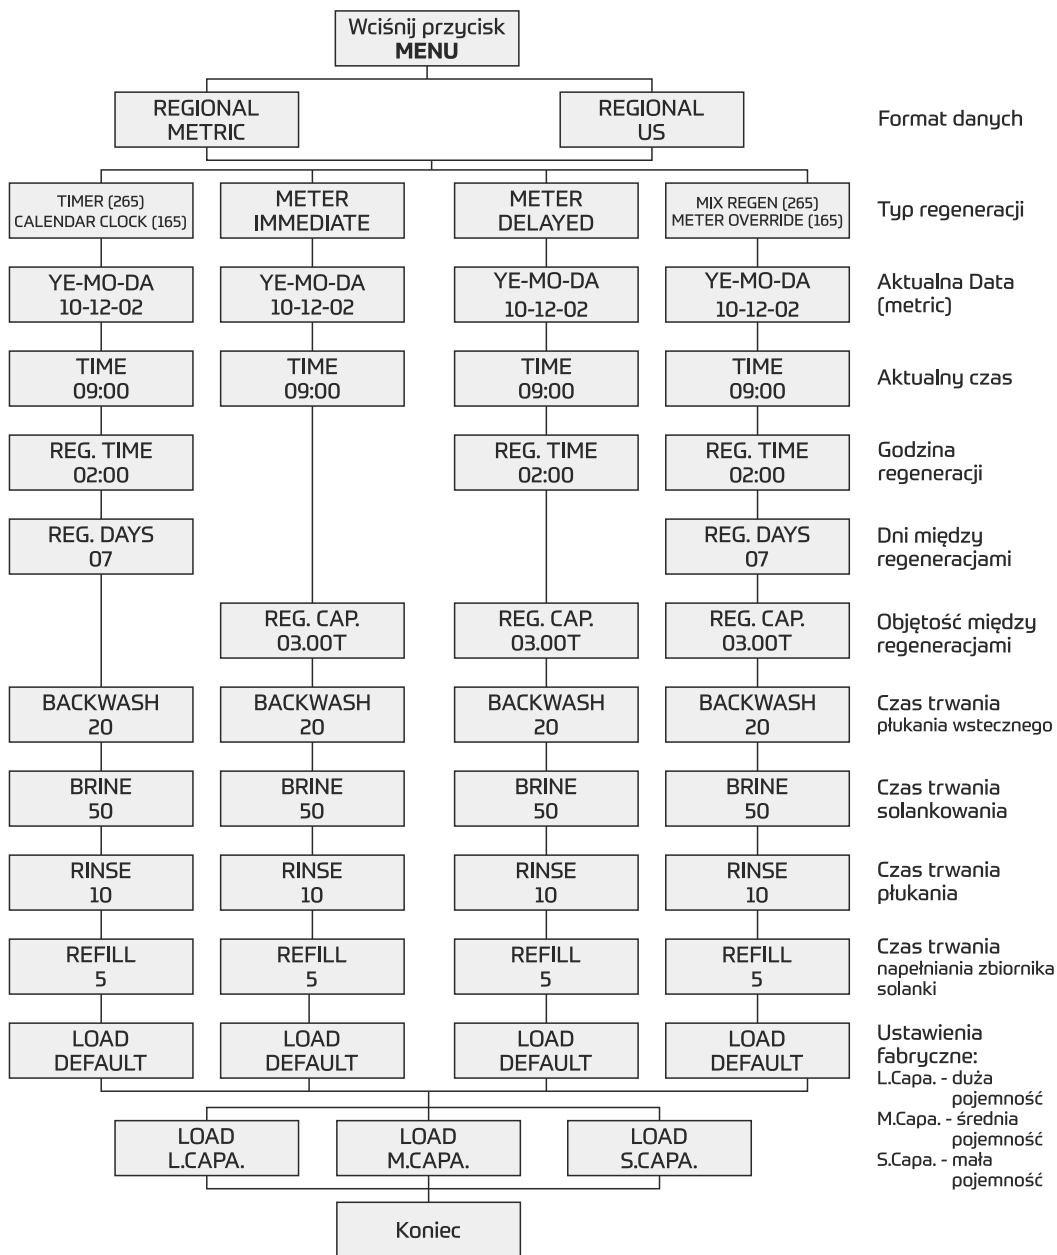 Wciśnij przycisk
MENU
REGIONAL
METRIC
REGIONAL
US
Format danych
TIMER (265)
CALENDAR CLOCK (165)
METER
IMMEDIATE
METER
DELAYED
MIX REGEN (265)
METER OVERRIDE (165)
Typ regeneracji
YE-MO-DA
10-12-02
YE-MO-DA
10-12-02
YE-MO-DA
10-12-02
YE-MO-DA
10-12-02
Aktualna Data
(metric)
TIME
09:00
TIME
09:00
TIME
09:00
TIME
09:00
Aktualny czas
REG. TIME
02:00
REG. TIME
02:00
REG. TIME
02:00
Godzina
regeneracji
REG. DAYS
07
REG. DAYS
07
Dni między
regeneracjami
REG. CAP.
03.00T
REG. CAP.
03.00T
REG. CAP.
03.00T
Objętość między
regeneracjami
BACKWASH
20
BACKWASH
20
BACKWASH
20
BACKWASH
20
Czas trwania
płukania wstecznego
BRINE
50
BRINE
50
BRINE
50
BRINE
50
Czas trwania
solankowania
RINSE
10
RINSE
10
RINSE
10
RINSE
10
Czas trwania
płukania
REFILL
5
REFILL
5
REFILL
5
REFILL
5
Czas trwania
napełniania zbiornika
solanki
LOAD
DEFAULT
LOAD
DEFAULT
LOAD
DEFAULT
LOAD
DEFAULT
Ustawienia
fabryczne:
L.Capa. - duża
pojemność
M.Capa. - średnia
pojemność
S.Capa. - mała
pojemność
LOAD
L.CAPA.
LOAD
M.CAPA.
LOAD
S.CAPA.
Koniec